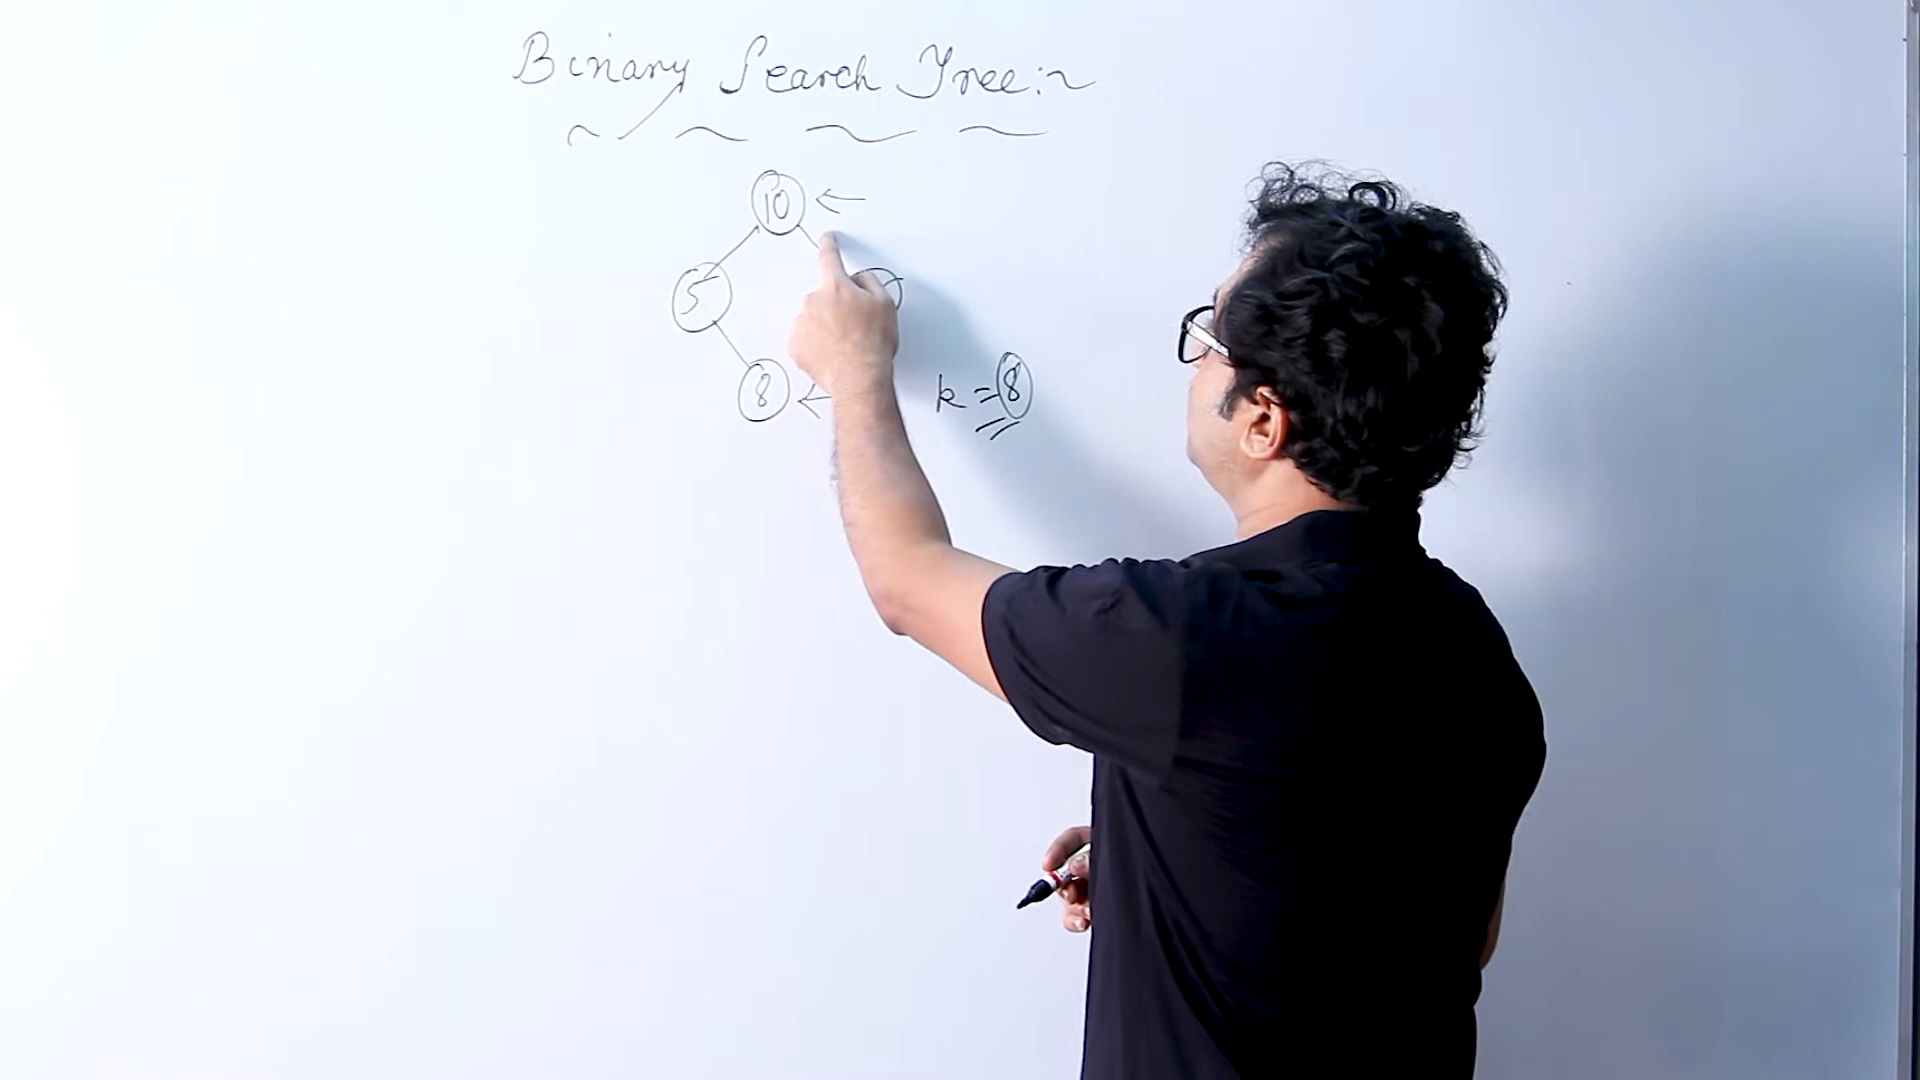 Binary Search Tree:~
10 ←
5
8 ←
k = 8